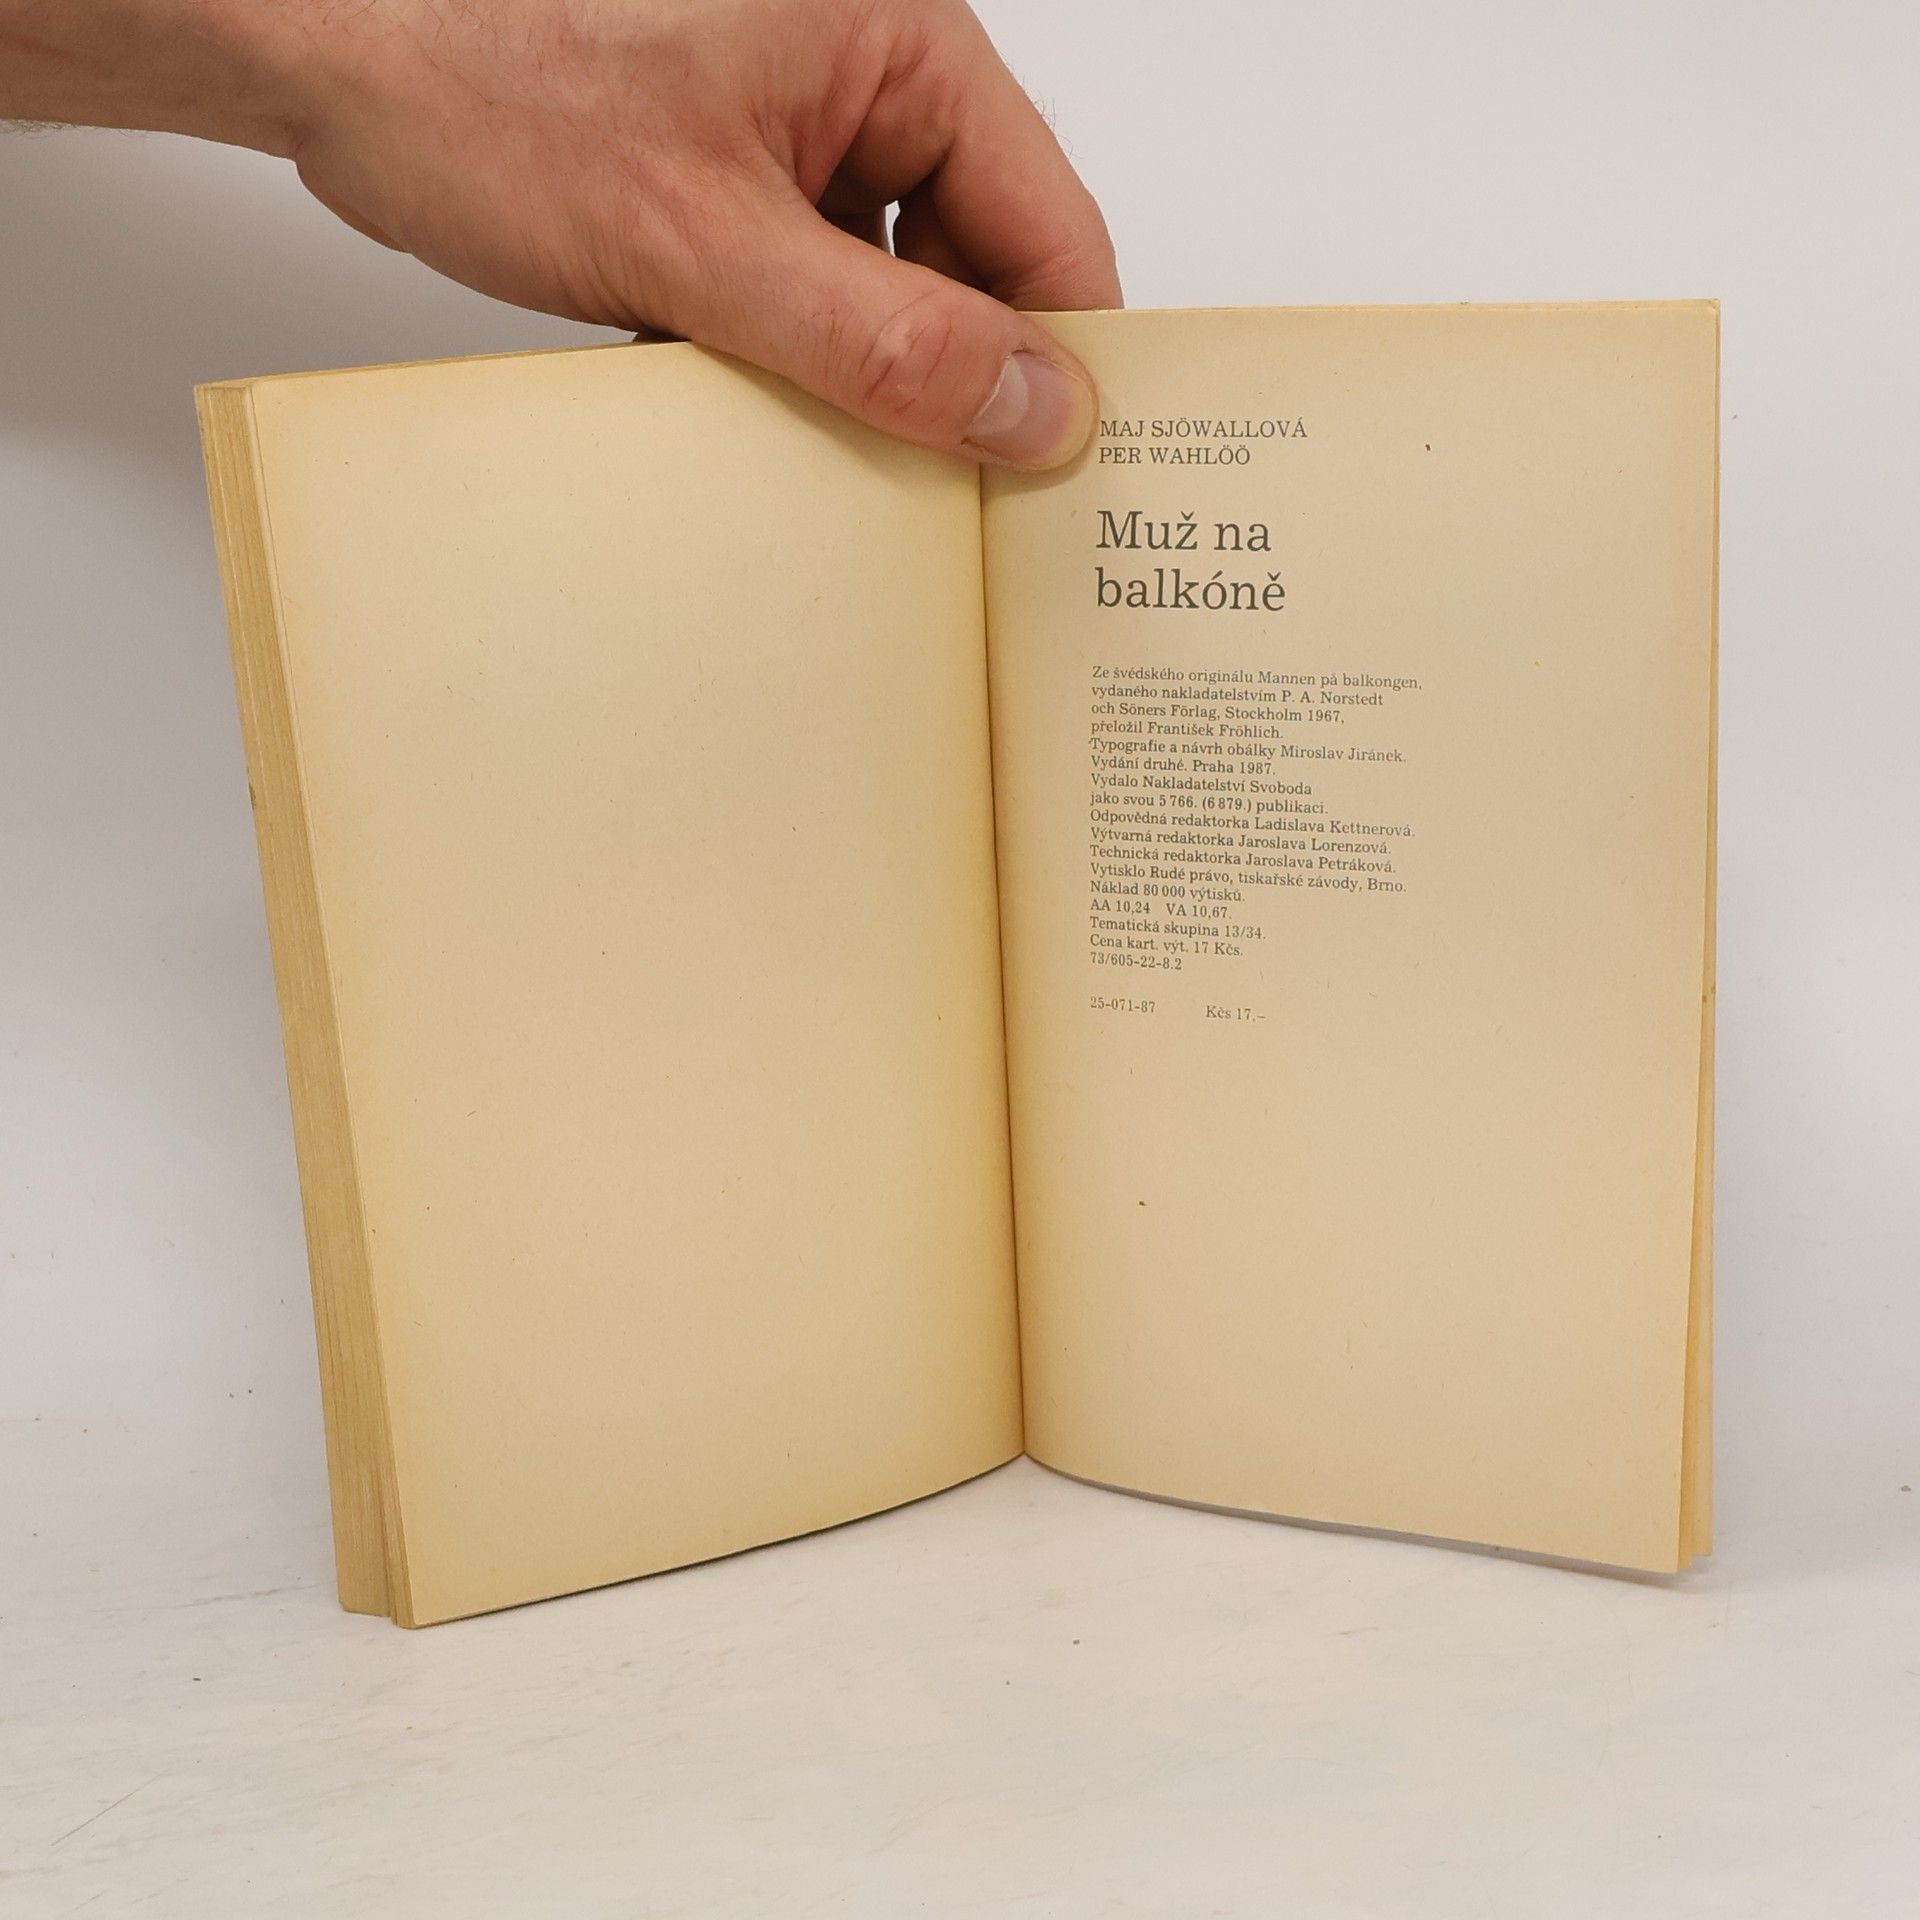 MAJ SJÖWALLOVÁ
PER WAHLÖÖ
Muž na
balkóně
Ze švédského originálu Mannen på balkongen,
vydaného nakladatelstvím P. A. Norstedt
och Söners Förlag, Stockholm 1967,
přeložil František Fröhlich.
Typografie a návrh obálky Miroslav Jiránek.
Vydání druhé. Praha 1987.
Vydalo Nakladatelství Svoboda
jako svou 5 766. (6 879.) publikaci.
Odpovědná redaktorka Ladislava Kettnerová.
Výtvarná redaktorka Jaroslava Lorenzová.
Technická redaktorka Jaroslava Petráková.
Vytisklo Rudé právo, tiskařské závody, Brno.
Náklad 80 000 výtisků.
AA 10,24 VA 10,67.
Tematická skupina 13/34.
Cena kart. výt. 17 Kčs.
73/605-22-8.2
25-071-87 Kčs 17,–